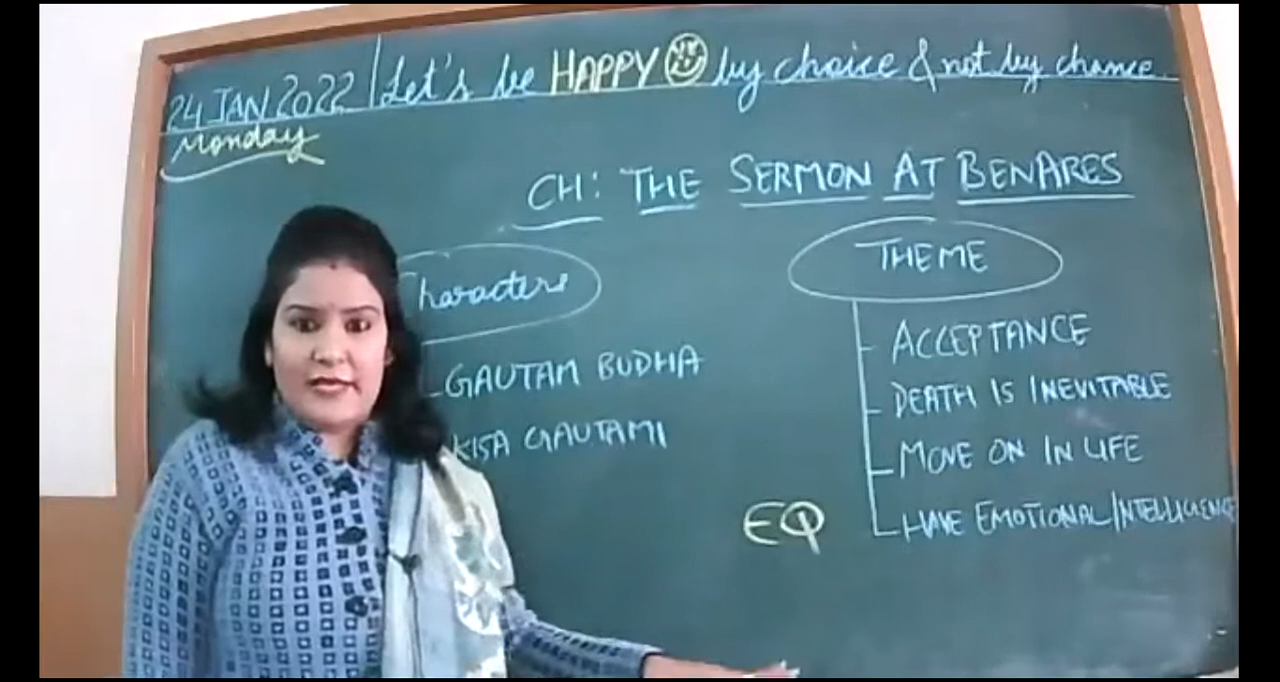 24 JAN 2022 | Let's be HAPPY by choice & not by chance
Monday
CH: THE SERMON AT BENARES
Characters
GAUTAM BUDHA
KISA GAUTAMI
THEME
ACCEPTANCE
DEATH IS INEVITABLE
MOVE ON IN LIFE
HAVE EMOTIONAL INTELLIGENCE
EQ